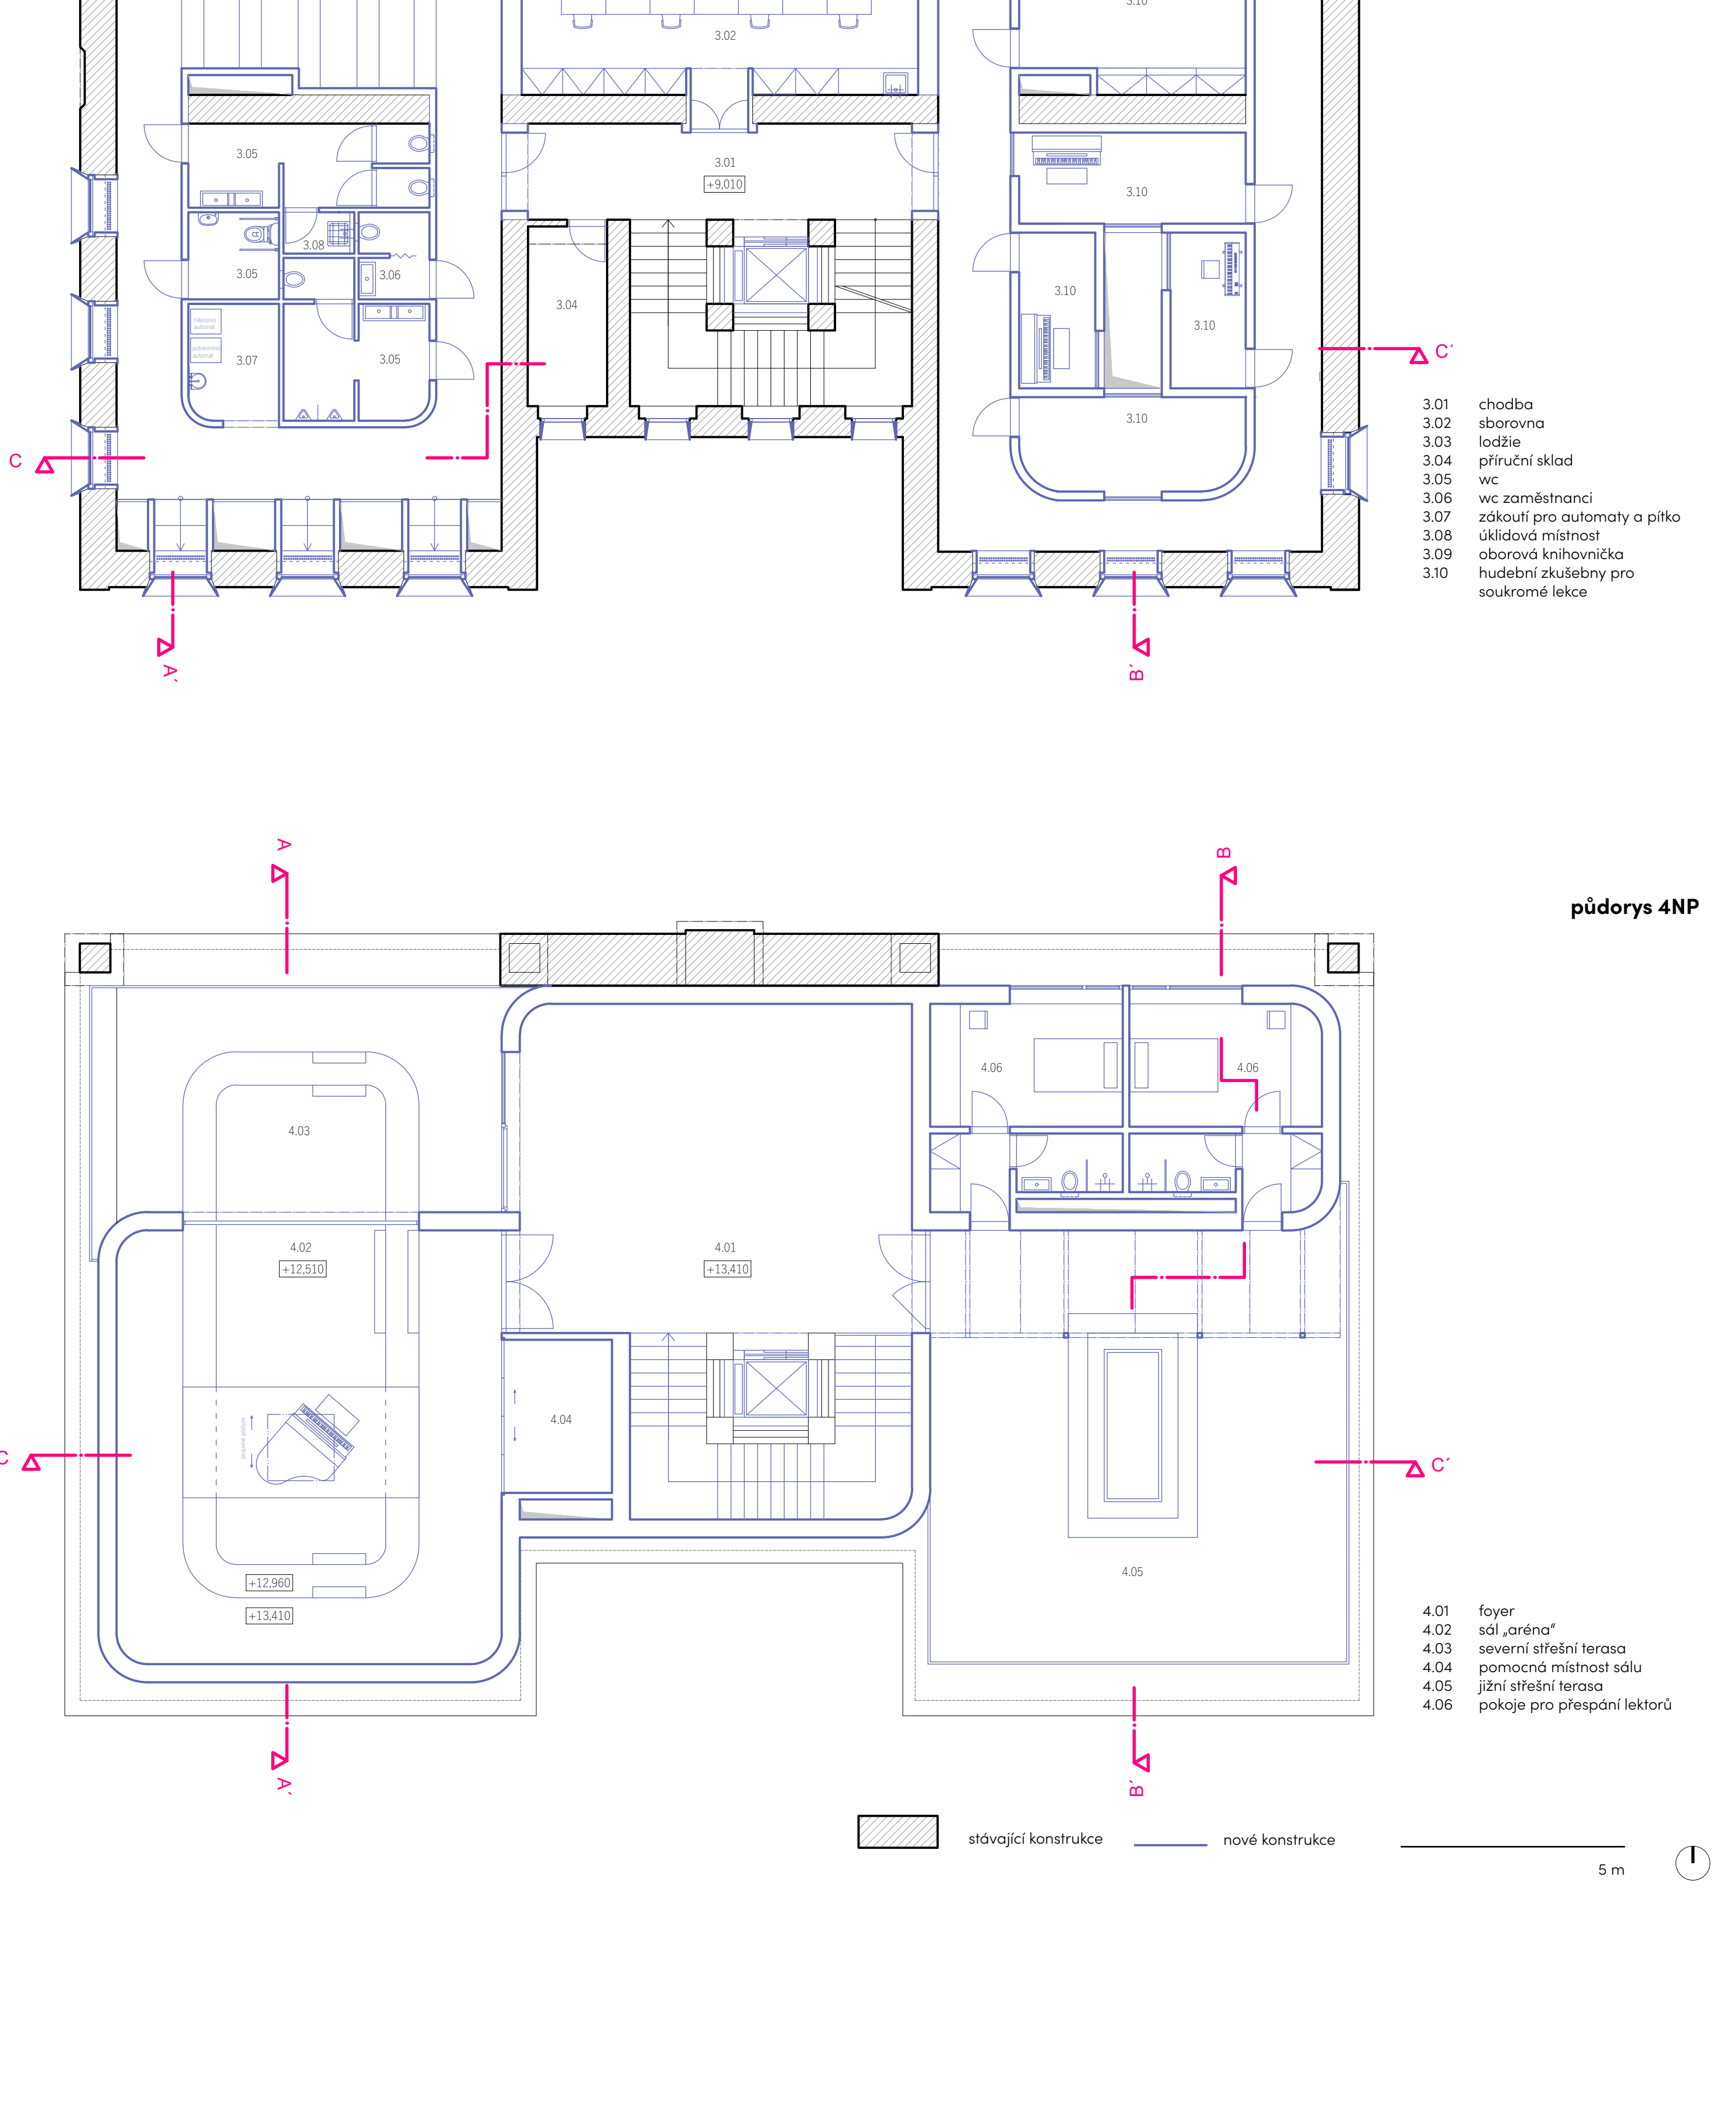 3.10
3.02
3.05
3.01
+9,010
3.10
3.08
3.05
3.06
3.10
3.04
3.10
nápojový
automat
potravinový
automat
3.07
3.05
C´
3.10
C
A´
B´
3.01 chodba
3.02 sborovna
3.03 lodžie
3.04 příruční sklad
3.05 wc
3.06 wc zaměstnanci
3.07 zákoutí pro automaty a pítko
3.08 úklidová místnost
3.09 oborová knihovnička
3.10 hudební zkušebny pro
soukromé lekce
A
B
půdorys 4NP
4.06
4.06
4.03
4.02
+12,510
4.01
+13,410
4.04
C
C´
4.05
+12,960
+13,410
A´
B´
4.01 foyer
4.02 sál „aréna“
4.03 severní střešní terasa
4.04 pomocná místnost sálu
4.05 jižní střešní terasa
4.06 pokoje pro přespání lektorů
stávající konstrukce
nové konstrukce
5 m